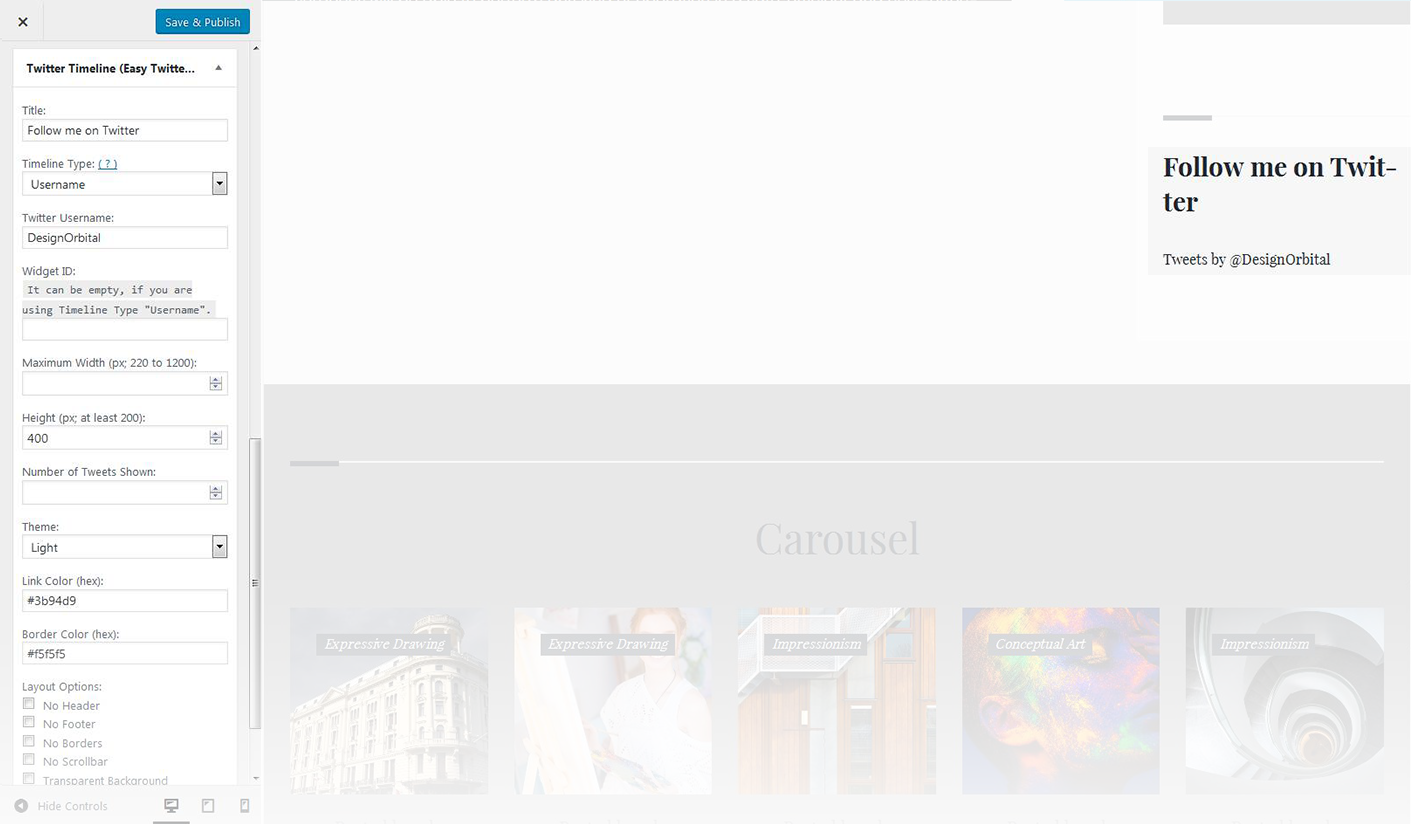 Save & Publish
Twitter Timeline (Easy Twitte...
Title:
Follow me on Twitter
Timeline Type: ( ? )
Username
Twitter Username:
DesignOrbital
Widget ID:
It can be empty, if you are
using Timeline Type "Username".
Maximum Width (px; 220 to 1200):
Height (px; at least 200):
400
Number of Tweets Shown:
Theme:
Light
Link Color (hex):
#3b94d9
Border Color (hex):
#f5f5f5
Layout Options:
No Header
No Footer
No Borders
No Scrollbar
Transparent Background
Hide Controls
Follow me on Twit-
ter
Tweets by @DesignOrbital
Carousel
Expressive Drawing
Expressive Drawing
Impressionism
Conceptual Art
Impressionism